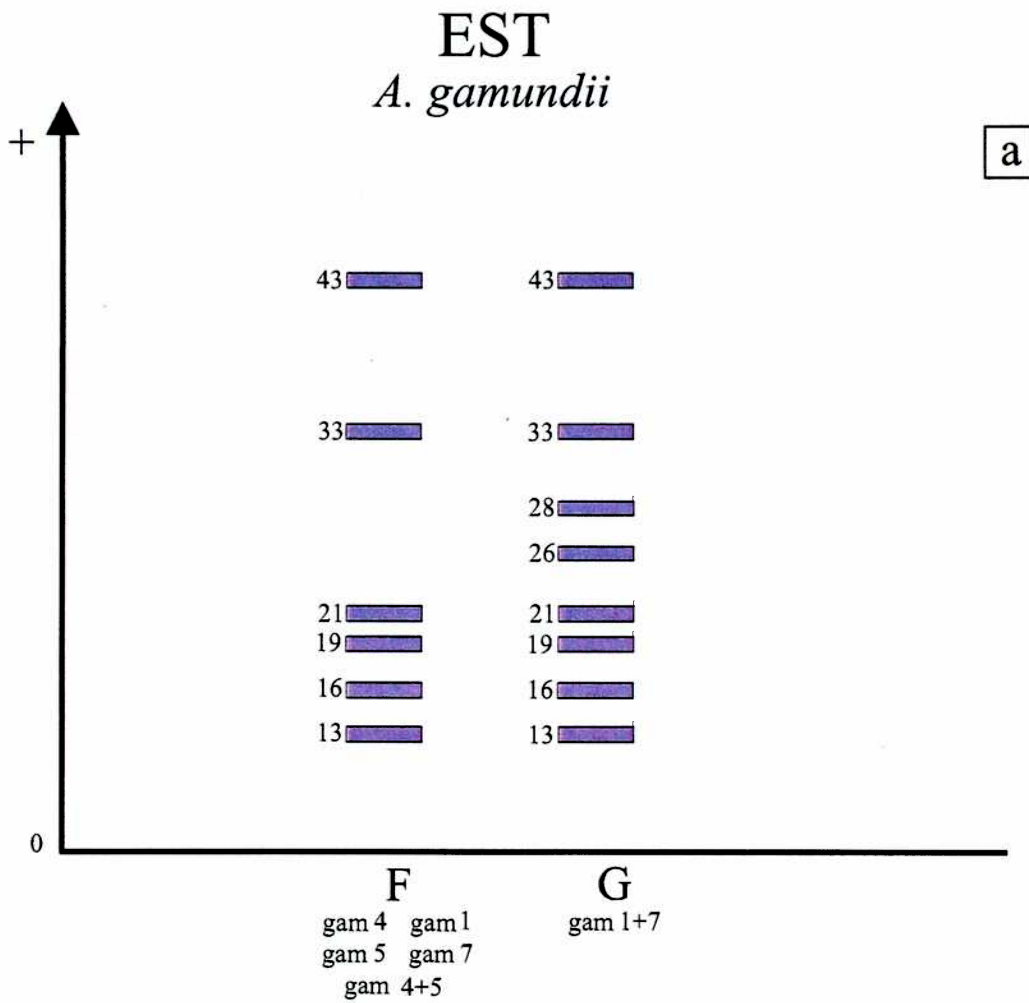 EST
A. gamundii
+
a
43 43
33 33
28
26
21 21
19 19
16 16
13 13
0
F G
gam 4 gam 1 gam 1+7
gam 5 gam 7
gam 4+5